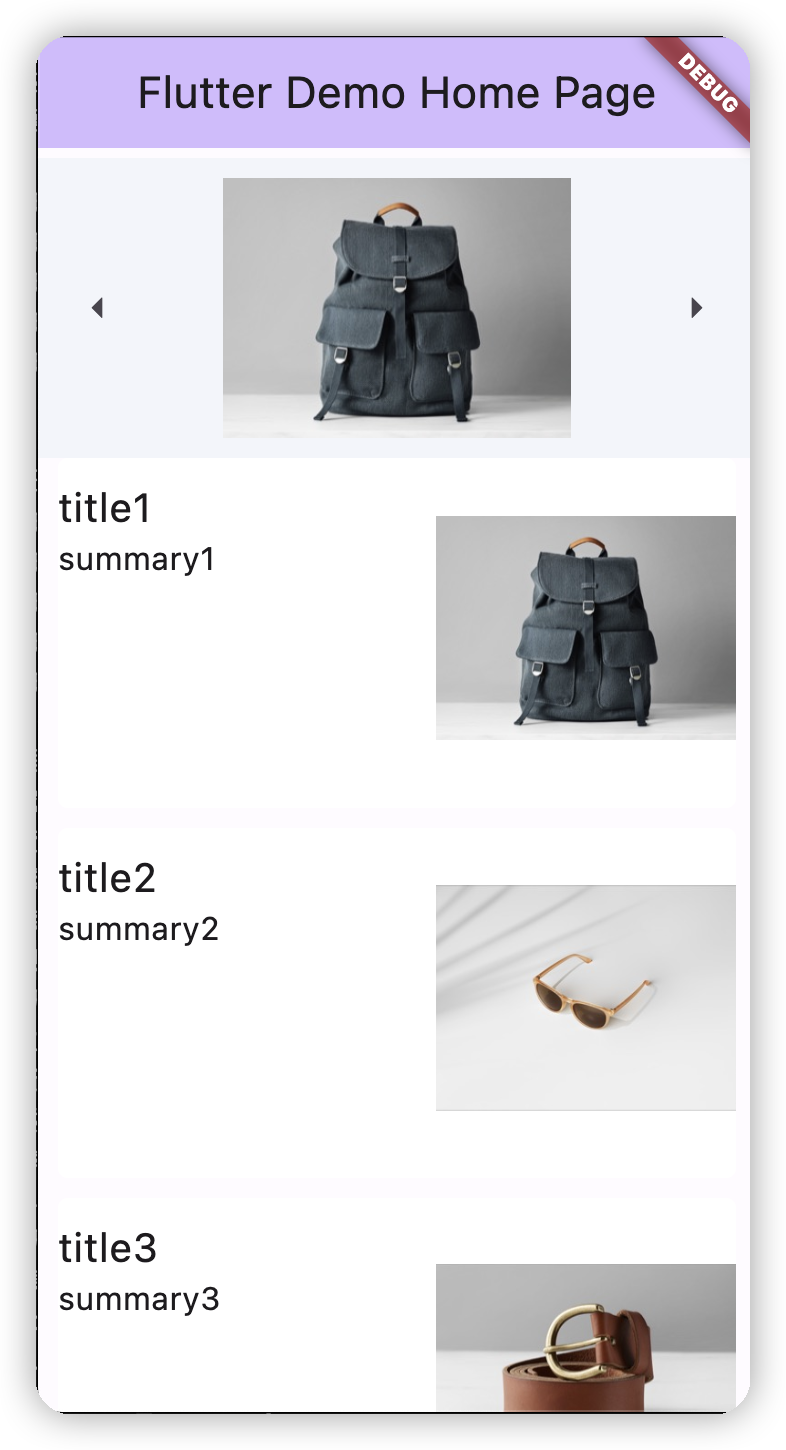 Flutter Demo Home Page
DEBUG
title1
summary1
title2
summary2
title3
summary3